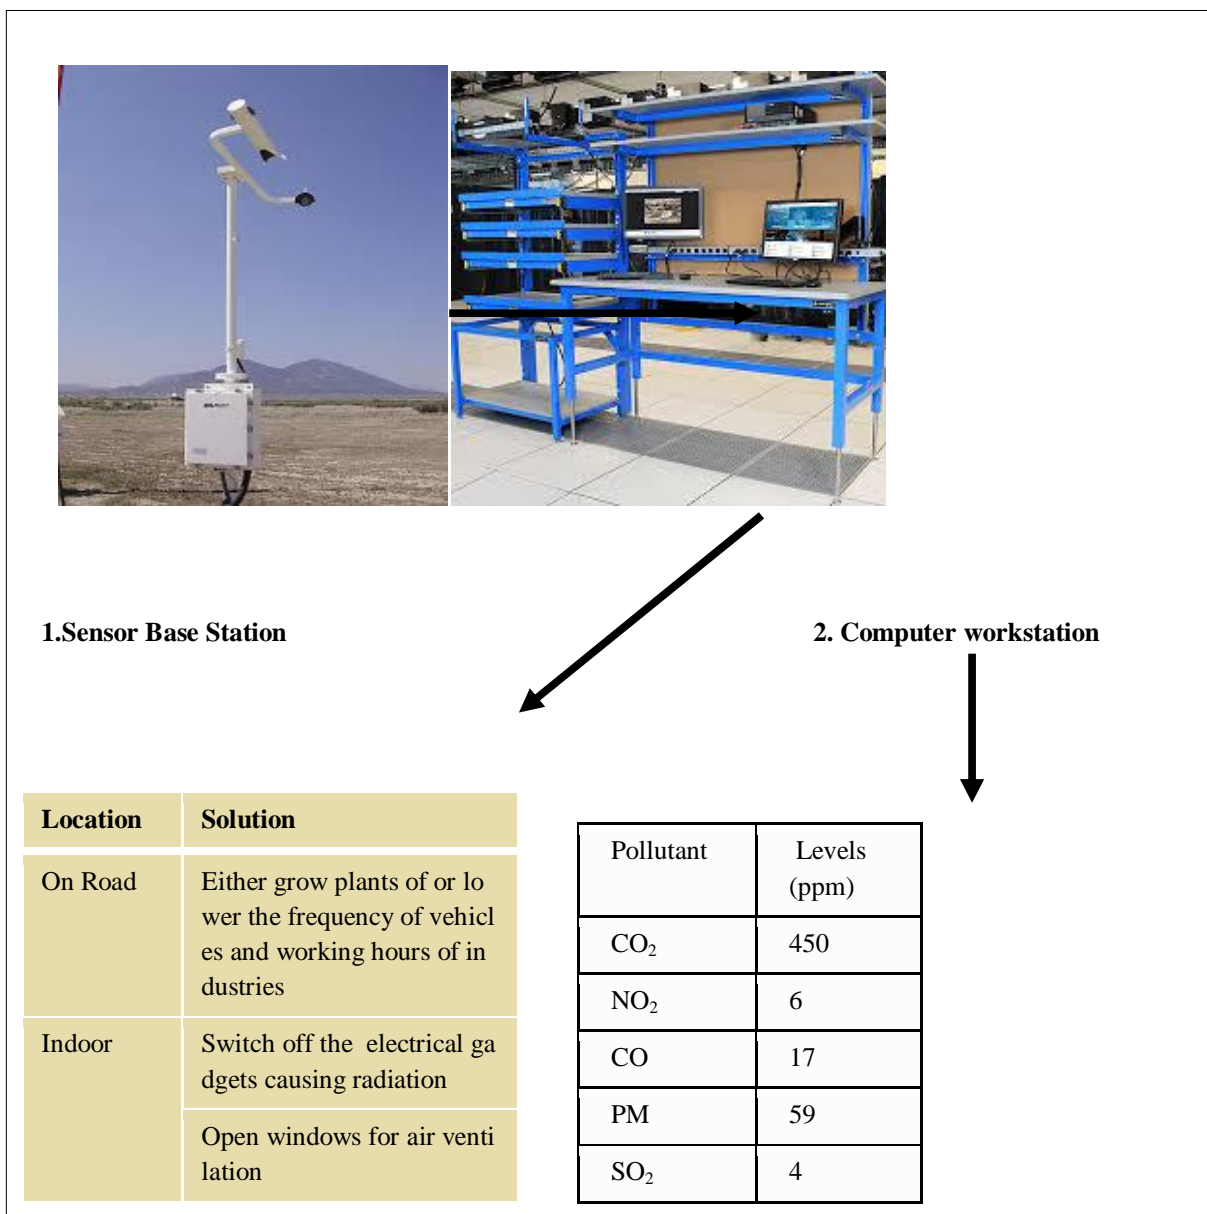 1.Sensor Base Station
2. Computer workstation
Location Solution
On Road Either grow plants of or lo
wer the frequency of vehicl
es and working hours of in
dustries
Indoor Switch off the  electrical ga
dgets causing radiation
Open windows for air venti
lation
Pollutant Levels
(ppm)
CO₂ 450
NO₂ 6
CO 17
PM 59
SO₂ 4